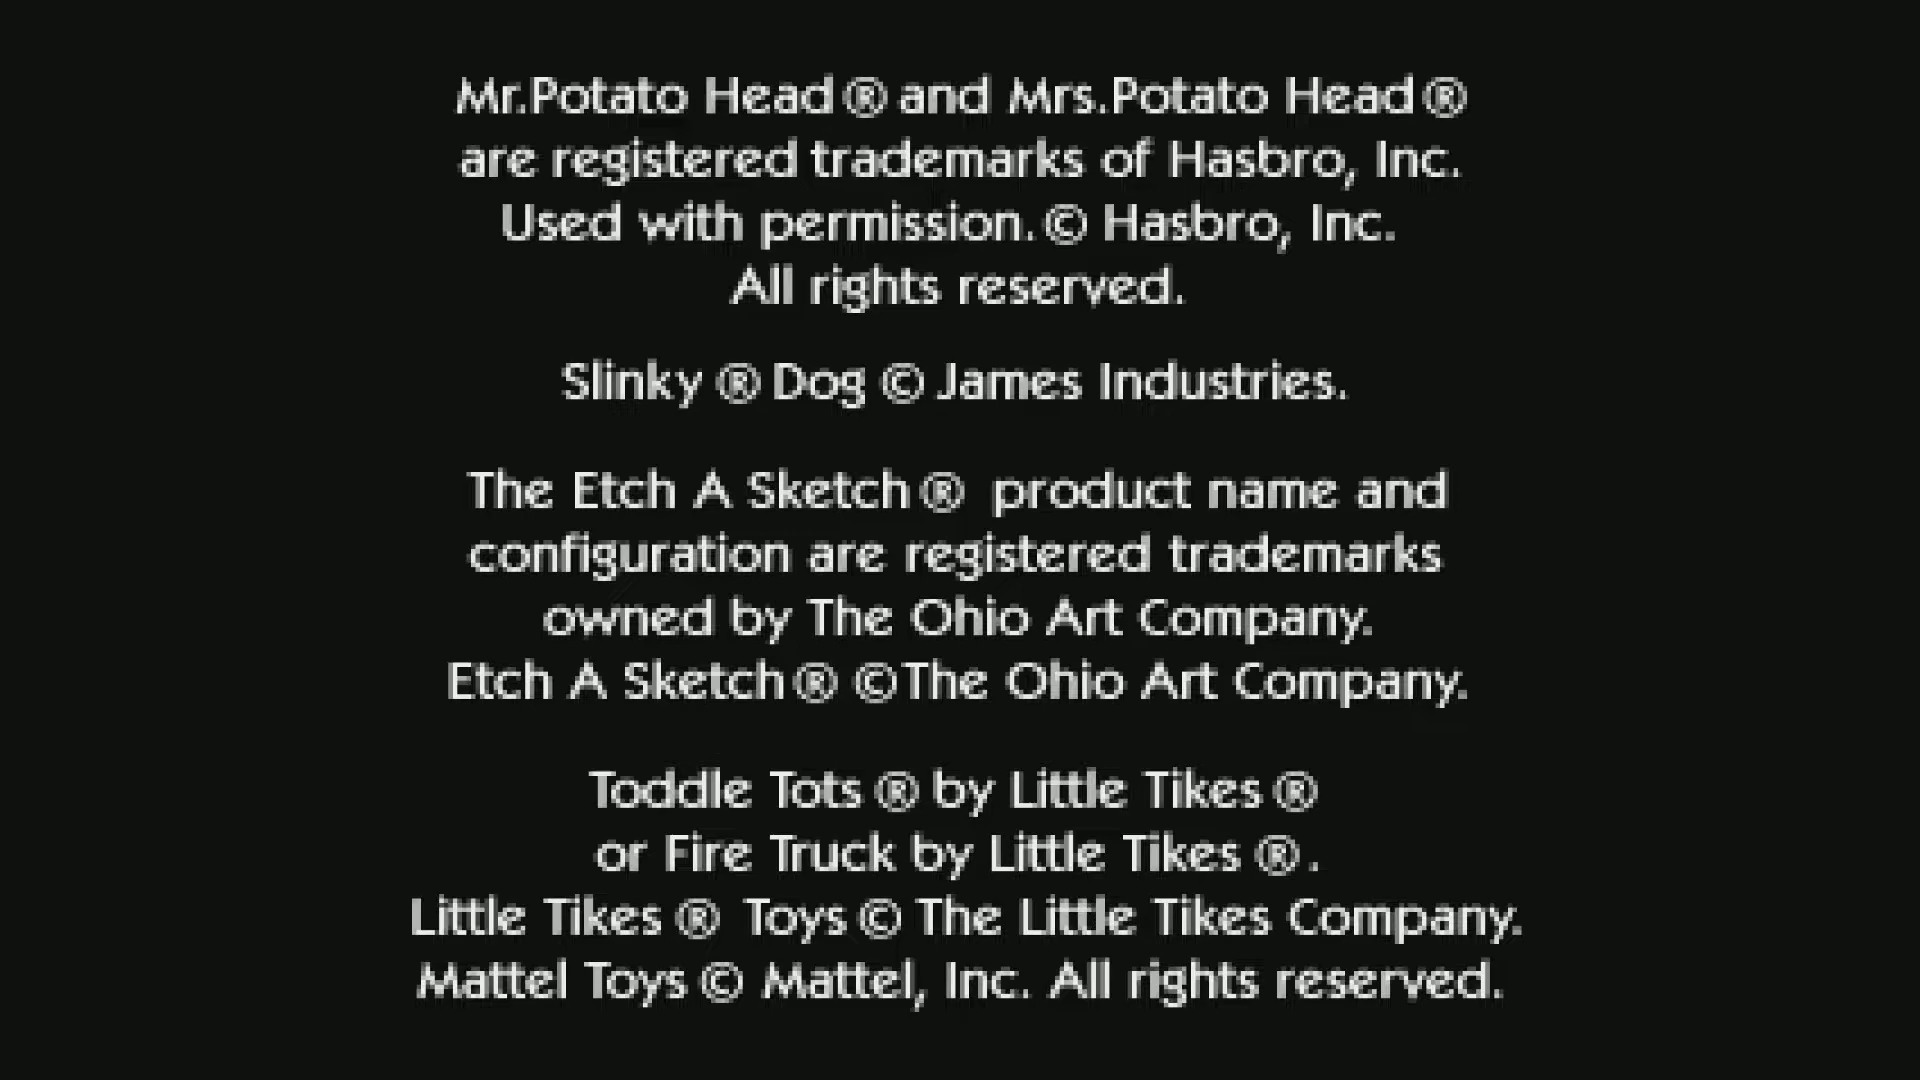 Mr.Potato Head® and Mrs.Potato Head®
are registered trademarks of Hasbro, Inc.
Used with permission.© Hasbro, Inc.
All rights reserved.
Slinky ® Dog © James Industries.
The Etch A Sketch® product name and
configuration are registered trademarks
owned by The Ohio Art Company.
Etch A Sketch® ©The Ohio Art Company.
Toddle Tots ® by Little Tikes ®
or Fire Truck by Little Tikes ®.
Little Tikes ® Toys © The Little Tikes Company.
Mattel Toys © Mattel, Inc. All rights reserved.